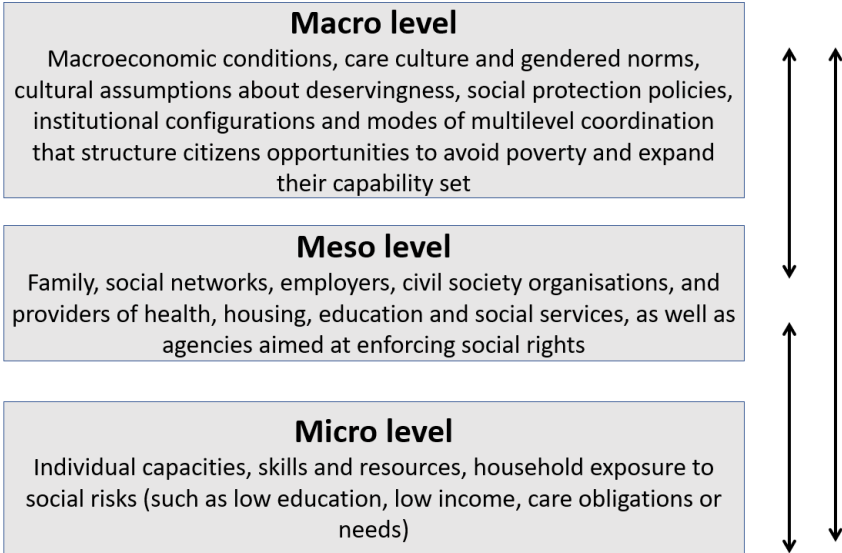 Macro level
Macroeconomic conditions, care culture and gendered norms,
cultural assumptions about deservingness, social protection policies,
institutional configurations and modes of multilevel coordination
that structure citizens opportunities to avoid poverty and expand
their capability set
Meso level
Family, social networks, employers, civil society organisations, and
providers of health, housing, education and social services, as well as
agencies aimed at enforcing social rights
Micro level
Individual capacities, skills and resources, household exposure to
social risks (such as low education, low income, care obligations or
needs)